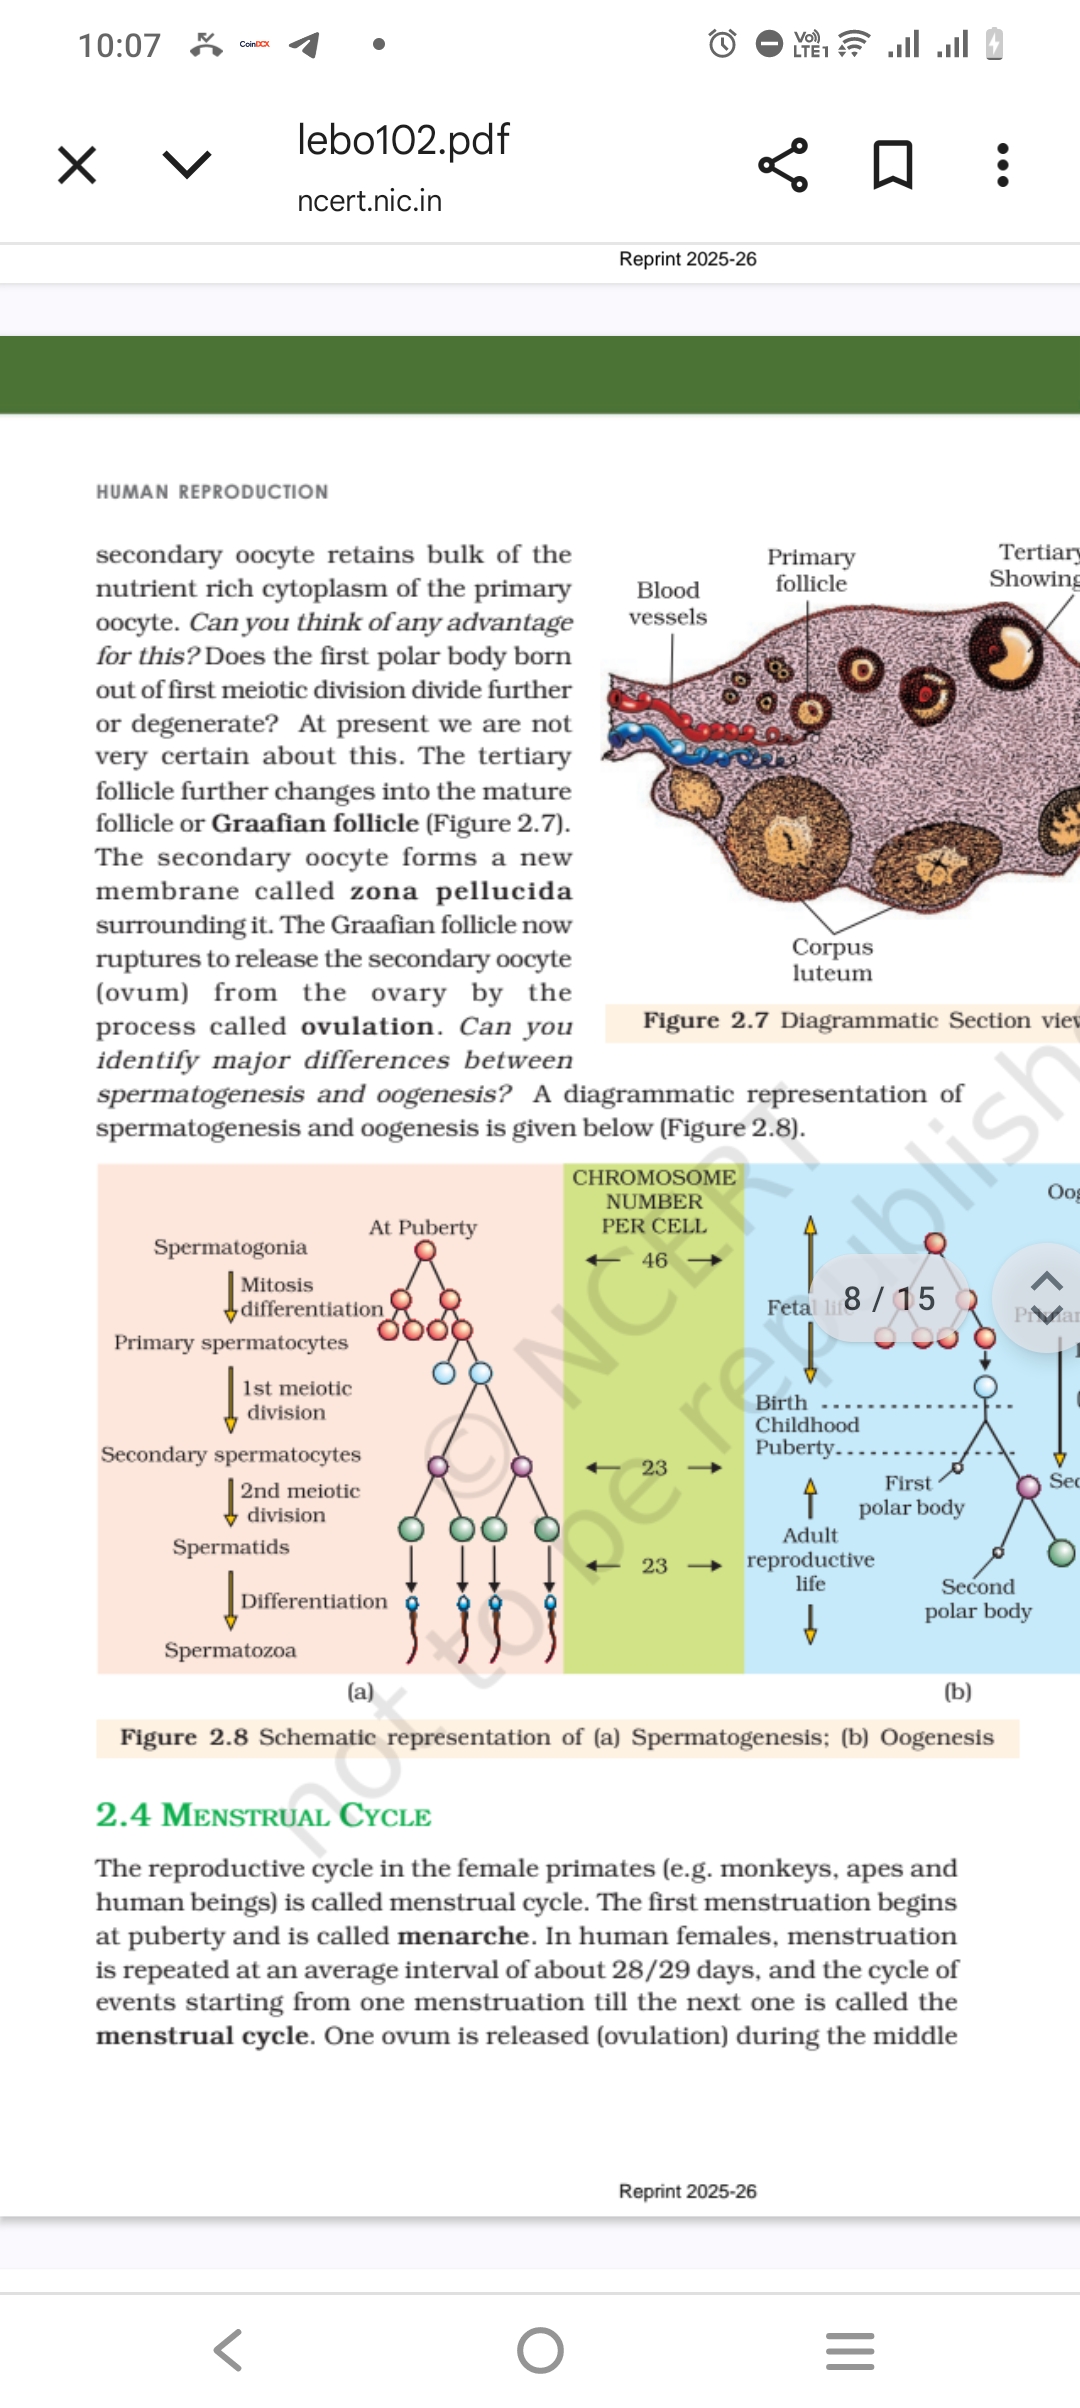 10:07
CoinDCX
Vo))
LTE1
lebo102.pdf
ncert.nic.in
Reprint 2025-26
HUMAN REPRODUCTION
secondary oocyte retains bulk of the
nutrient rich cytoplasm of the primary
oocyte. Can you think of any advantage
for this? Does the first polar body born
out of first meiotic division divide further
or degenerate? At present we are not
very certain about this. The tertiary
follicle further changes into the mature
follicle or Graafian follicle (Figure 2.7).
The secondary oocyte forms a new
membrane called zona pellucida
surrounding it. The Graafian follicle now
ruptures to release the secondary oocyte
(ovum) from the ovary by the
process called ovulation. Can you
identify major differences between
spermatogenesis and oogenesis? A diagrammatic representation of
spermatogenesis and oogenesis is given below (Figure 2.8).
Blood
vessels
Primary
follicle
Tertiary
Showing
Corpus
luteum
Figure 2.7 Diagrammatic Section view
At Puberty
Spermatogonia
Mitosis
differentiation
Primary spermatocytes
1st meiotic
division
Secondary spermatocytes
2nd meiotic
division
Spermatids
Differentiation
Spermatozoa
(a)
CHROMOSOME
NUMBER
PER CELL
46
23
23
Oog
Fetal
8 / 15
Birth
Childhood
Puberty
First
polar body
Sec
Adult
reproductive
life
Second
polar body
(b)
Figure 2.8 Schematic representation of (a) Spermatogenesis; (b) Oogenesis
© NCERT
not to be republish
2.4 MENSTRUAL CYCLE
The reproductive cycle in the female primates (e.g. monkeys, apes and
human beings) is called menstrual cycle. The first menstruation begins
at puberty and is called menarche. In human females, menstruation
is repeated at an average interval of about 28/29 days, and the cycle of
events starting from one menstruation till the next one is called the
menstrual cycle. One ovum is released (ovulation) during the middle
Reprint 2025-26